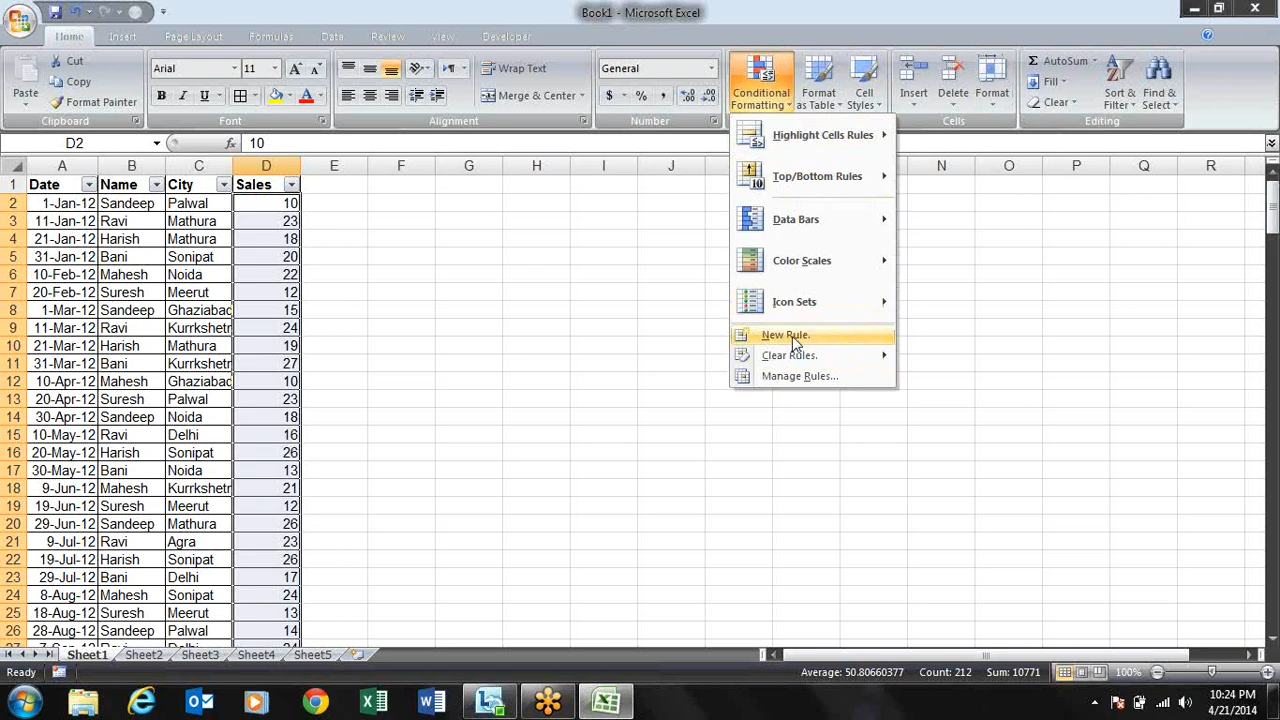 Book1 - Microsoft Excel
Home Insert Page Layout Formulas Data Review View Developer
Paste Cut Copy Format Painter Clipboard
Arial 11 Font
Wrap Text Merge & Center Alignment
General Number
Conditional Formatting Format as Table Cell Styles
Insert Delete Format Cells
AutoSum Fill Clear Sort & Filter Find & Select Editing
D2 fx 10
Highlight Cells Rules
Top/Bottom Rules
Data Bars
Color Scales
Icon Sets
New Rule.
Clear Rules.
Manage Rules...
A B C D E F G H I J N O P Q R
1 Date Name City Sales
2 1-Jan-12 Sandeep Palwal 10
3 11-Jan-12 Ravi Mathura 23
4 21-Jan-12 Harish Mathura 18
5 31-Jan-12 Bani Sonipat 20
6 10-Feb-12 Mahesh Noida 22
7 20-Feb-12 Suresh Meerut 12
8 1-Mar-12 Sandeep Ghaziabad 15
9 11-Mar-12 Ravi Kurrkshetr 24
10 21-Mar-12 Harish Mathura 19
11 31-Mar-12 Bani Kurrkshetr 27
12 10-Apr-12 Mahesh Ghaziabad 10
13 20-Apr-12 Suresh Palwal 23
14 30-Apr-12 Sandeep Noida 18
15 10-May-12 Ravi Delhi 16
16 20-May-12 Harish Sonipat 26
17 30-May-12 Bani Noida 13
18 9-Jun-12 Mahesh Kurrkshetr 21
19 19-Jun-12 Suresh Meerut 12
20 29-Jun-12 Sandeep Mathura 26
21 9-Jul-12 Ravi Agra 23
22 19-Jul-12 Harish Sonipat 26
23 29-Jul-12 Bani Delhi 17
24 8-Aug-12 Mahesh Sonipat 24
25 18-Aug-12 Suresh Meerut 13
26 28-Aug-12 Sandeep Palwal 14
Sheet1 Sheet2 Sheet3 Sheet4 Sheet5
Ready Average: 50.80660377 Count: 212 Sum: 10771 100%
10:24 PM
4/21/2014